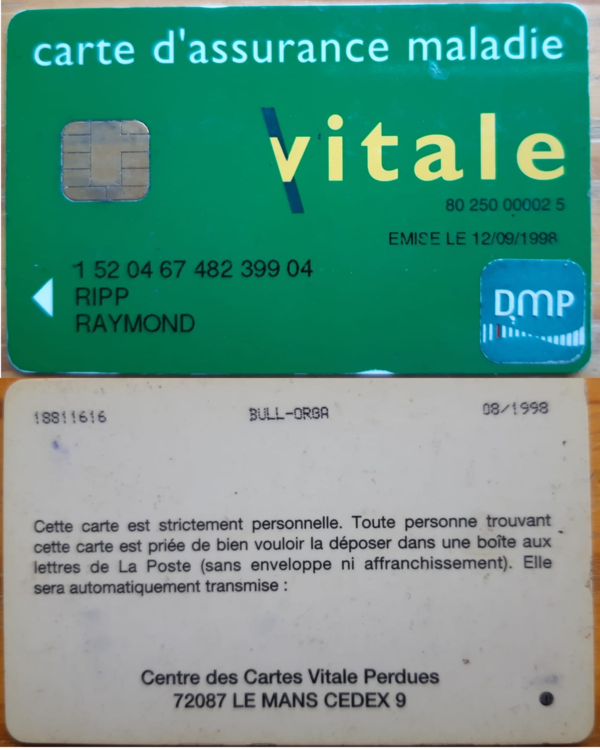 carte d'assurance maladie
vitale
80 250 00002 5
EMISE LE 12/09/1998
1 52 04 67 482 399 04
RIPP
RAYMOND
DMP
18811616 BULL-ORGA 08/1998
Cette carte est strictement personnelle. Toute personne trouvant
cette carte est priée de bien vouloir la déposer dans une boîte aux
lettres de La Poste (sans enveloppe ni affranchissement). Elle
sera automatiquement transmise :
Centre des Cartes Vitale Perdues
72087 LE MANS CEDEX 9